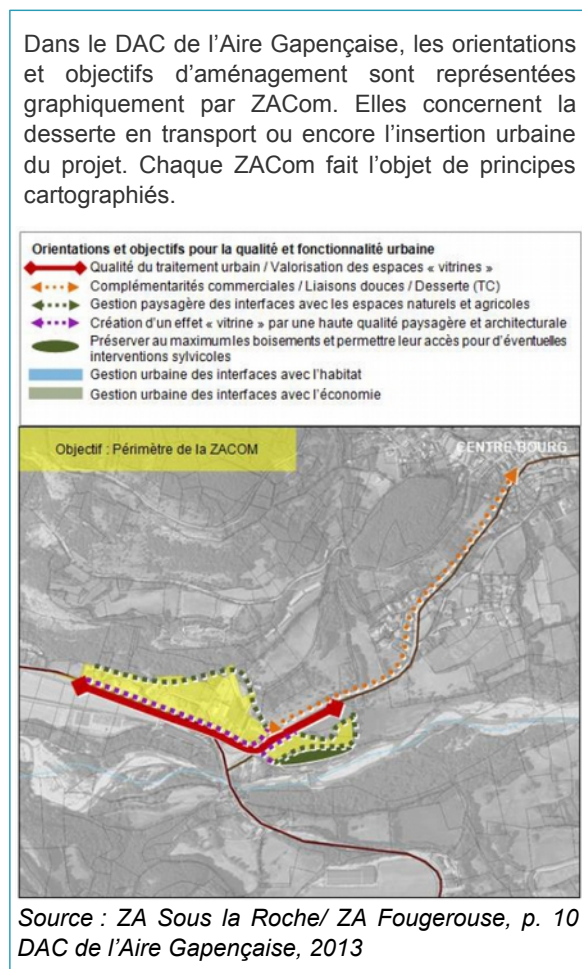 Dans le DAC de l’Aire Gapençaise, les orientations
et objectifs d’aménagement sont représentées
graphiquement par ZACom. Elles concernent la
desserte en transport ou encore l’insertion urbaine
du projet. Chaque ZACom fait l’objet de principes
cartographiés.
Orientations et objectifs pour la qualité et fonctionnalité urbaine
Qualité du traitement urbain / Valorisation des espaces « vitrines »
Complémentarités commerciales / Liaisons douces / Desserte (TC)
Gestion paysagère des interfaces avec les espaces naturels et agricoles
Création d’un effet « vitrine » par une haute qualité paysagère et architecturale
Préserver au maximum les boisements et permettre leur accès pour d’éventuelles
interventions sylvicoles
Gestion urbaine des interfaces avec l’habitat
Gestion urbaine des interfaces avec l’économie
Objectif : Périmètre de la ZACOM
CENTRE BOURG
Source : ZA Sous la Roche/ ZA Fougerouse, p. 10
DAC de l’Aire Gapençaise, 2013